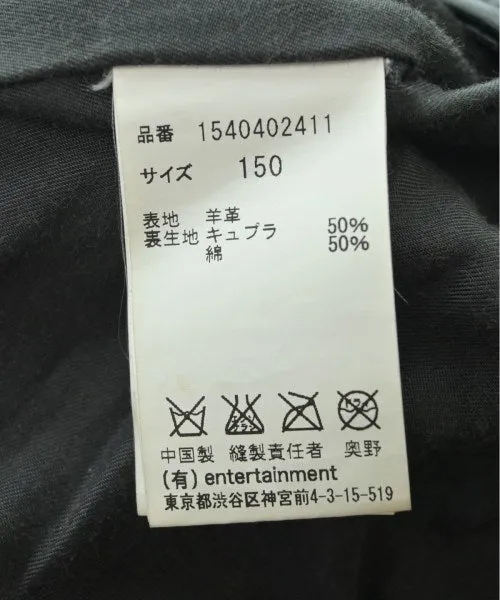 品番 1540402411
サイズ 150
表地 羊革
裏生地 キュプラ 50%
綿 50%
中国製 縫製責任者 奥野
(有) entertainment
東京都渋谷区神宮前4-3-15-519